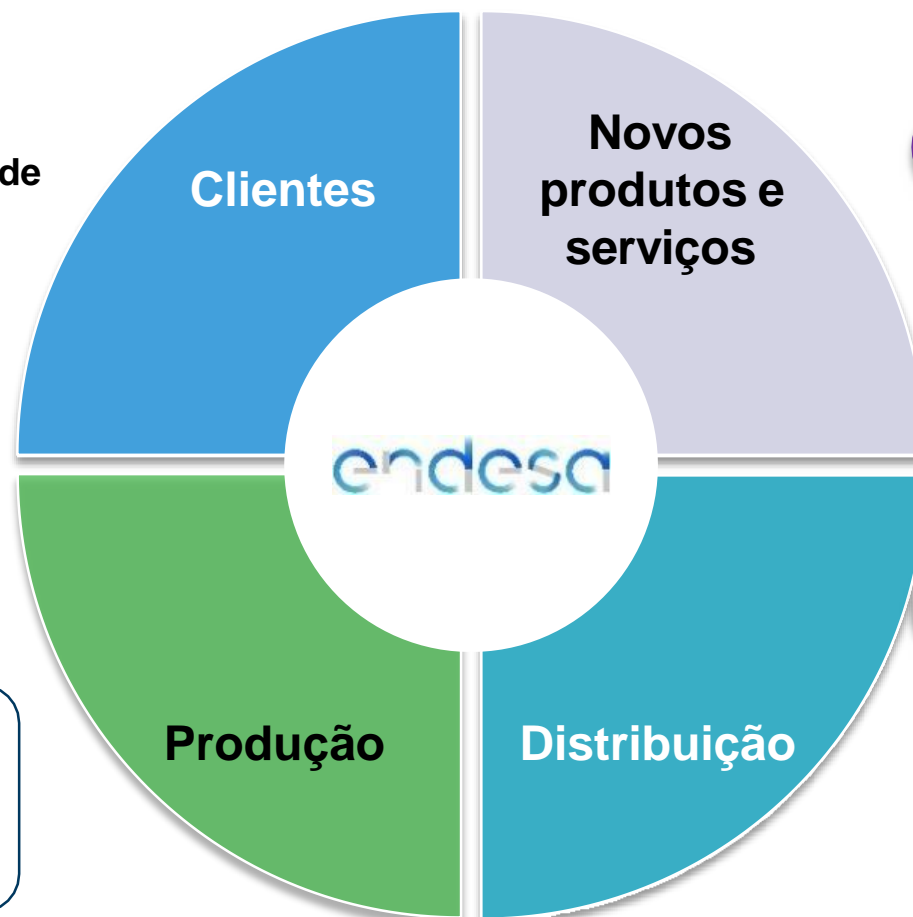 Novos
produtos e
serviços
de
Clientes
endesa
Produção
Distribuição